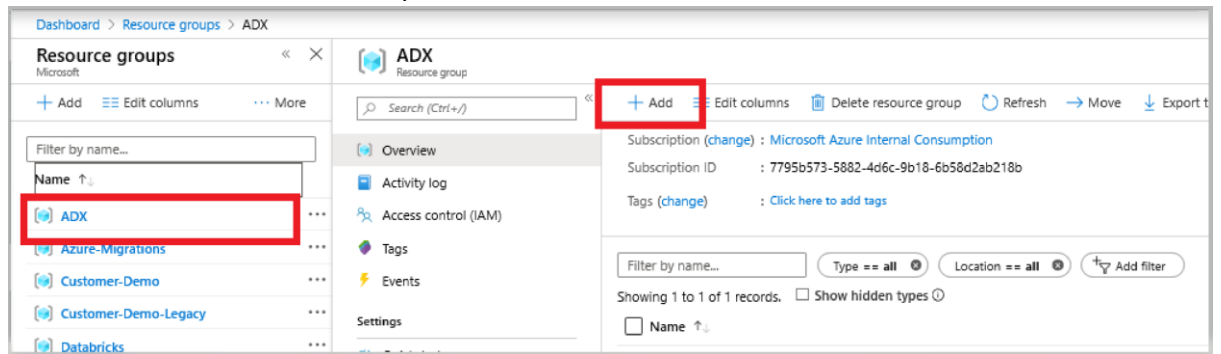 Dashboard > Resource groups > ADX
Resource groups
Microsoft
Add Edit columns ··· More
Filter by name...
Name ↑↓
ADX ···
Azure-Migrations ···
Customer-Demo ···
Customer-Demo-Legacy ···
Databricks ···
ADX
Resource group
Search (Ctrl+/)
Overview
Activity log
Access control (IAM)
Tags
Events
Settings
+ Add Edit columns Delete resource group Refresh → Move Export t
Subscription (change) : Microsoft Azure Internal Consumption
Subscription ID : 7795b573-5882-4d6c-9b18-6b58d2ab218b
Tags (change) : Click here to add tags
Filter by name... Type == all Location == all Add filter
Showing 1 to 1 of 1 records. Show hidden types
Name ↑↓